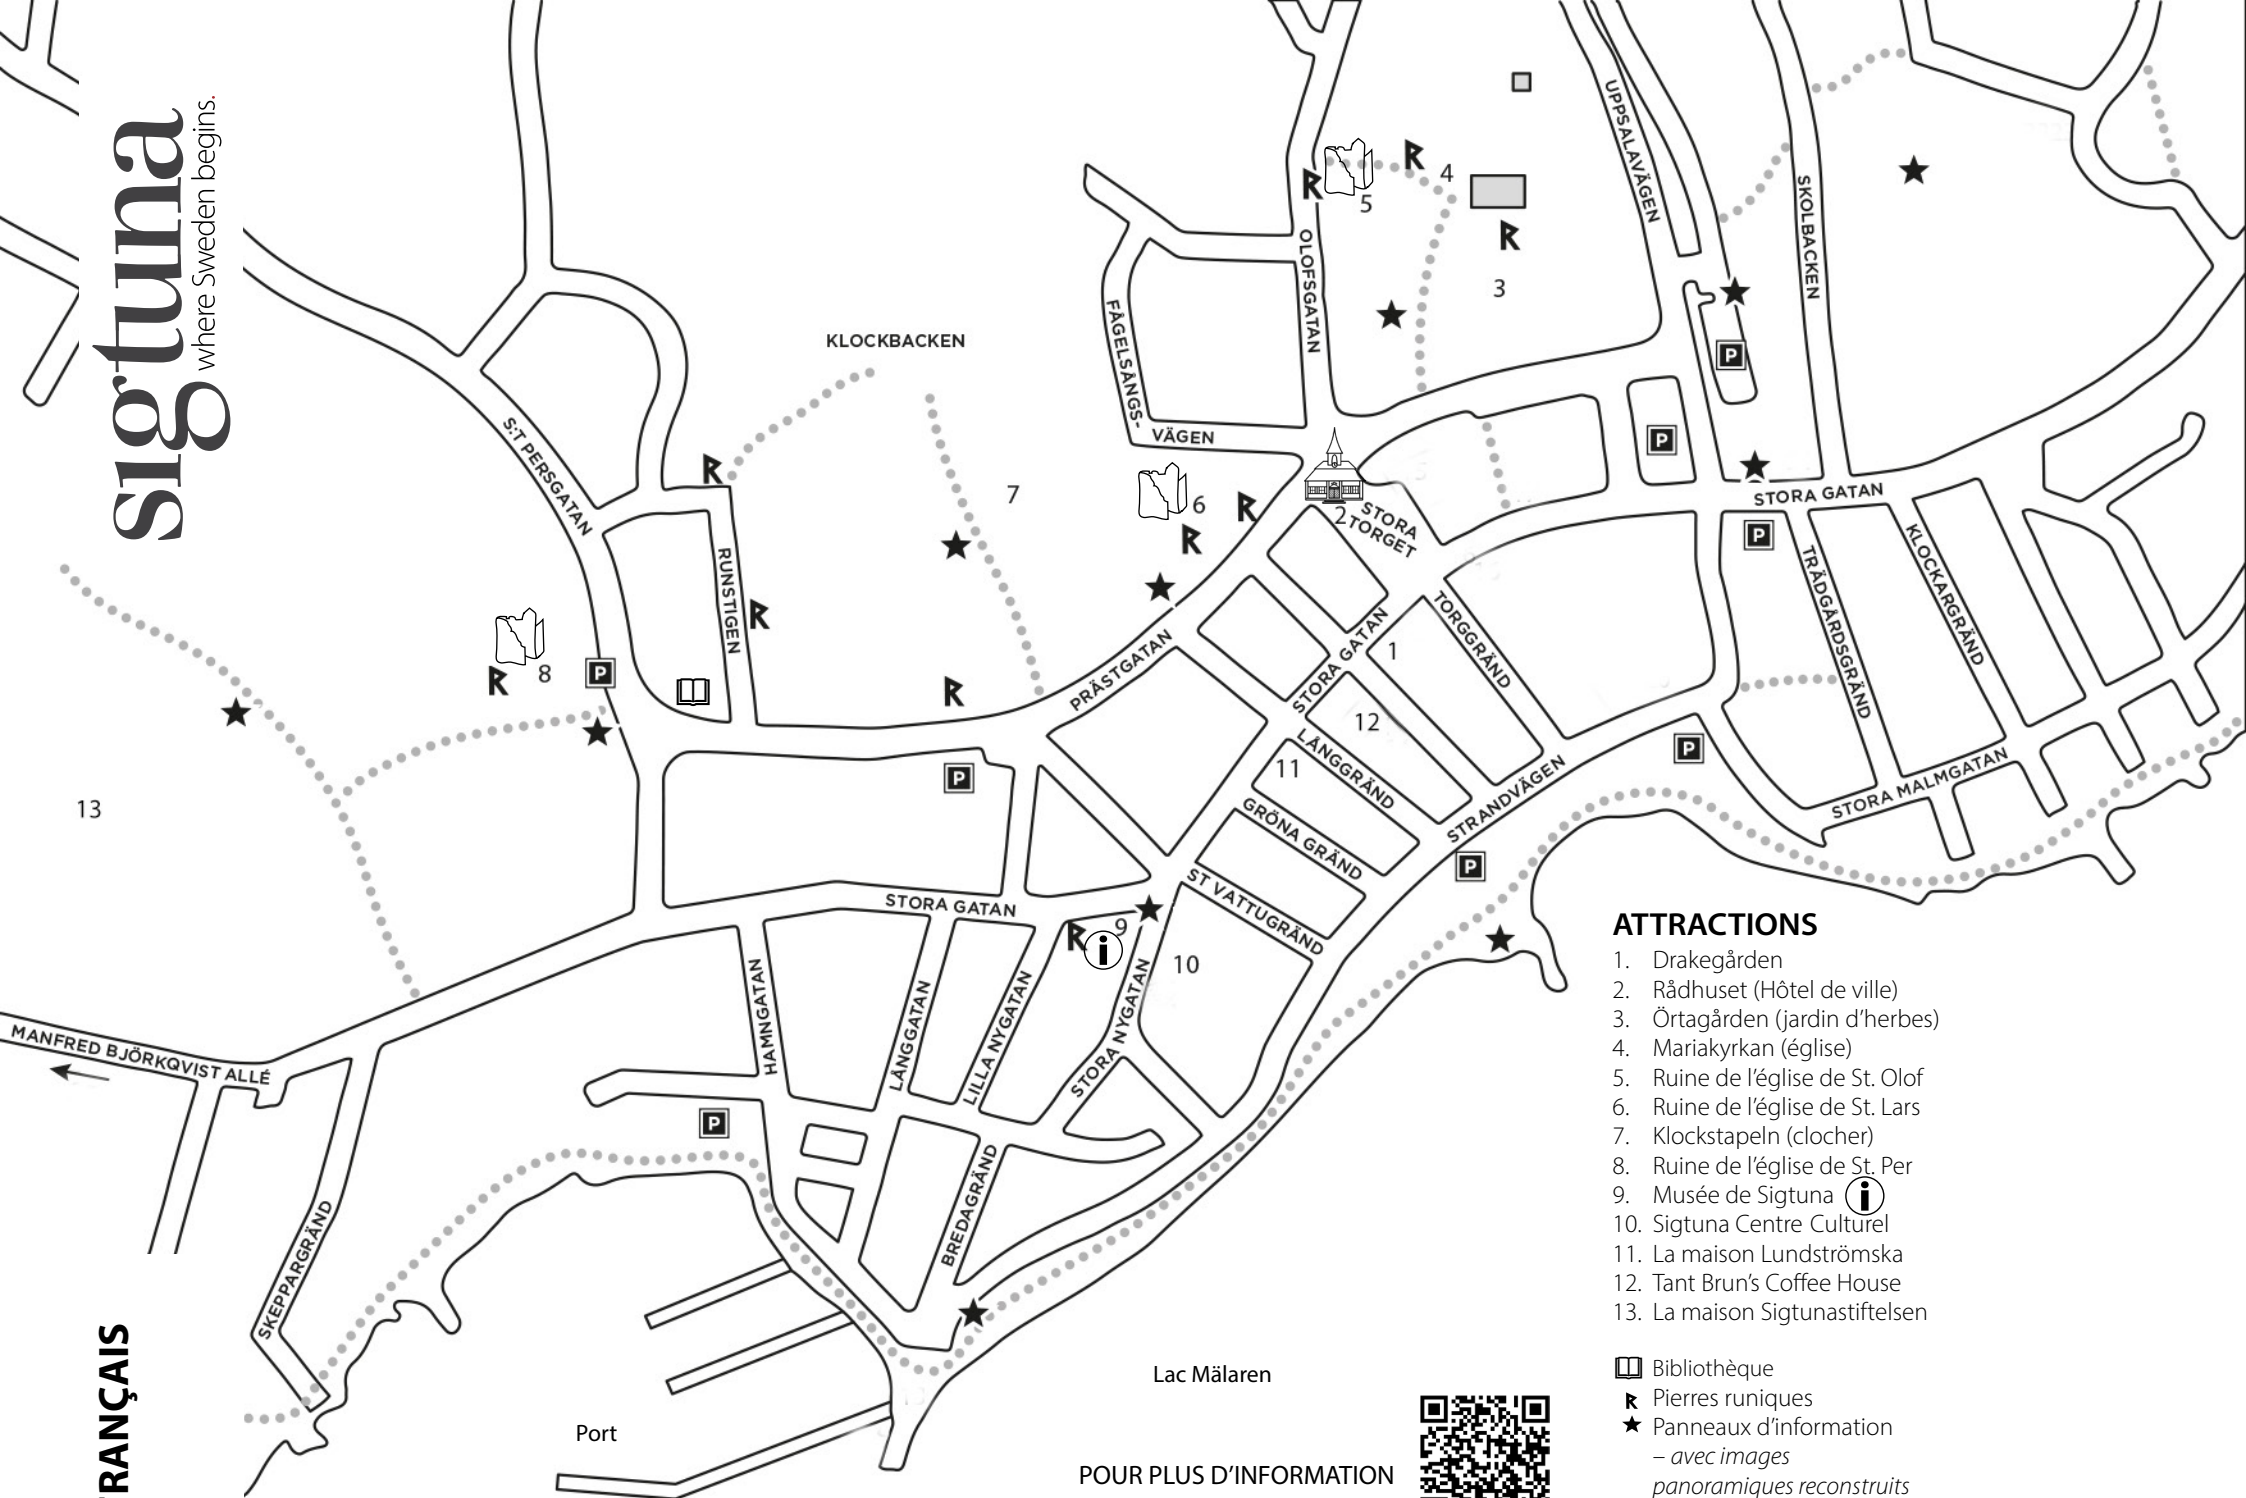 sigtuna
where Sweden begins.
UPPSALAVÄGEN
SKOLBACKEN
4
5
OLOFSGATAN
3
FÅGELSÅNGS-
VÄGEN
KLOCKBACKEN
S:T PERSGATAN
P
P
7
6
2
STORA
TORGET
STORA GATAN
P
RUNSTIGEN
TRÄDGÅRDSGRÄND
KLOCKARGRÄND
TORGGRÄND
PRÄSTGATAN
STORA GATAN
1
8
P
12
13
P
11
LÅNGGRÄND
GRÖNA GRÄND
STRANDVÄGEN
P
STORA MALMGATAN
P
STORA GATAN
ST VATTUGRÄND
9
10
HAMNGATAN
LÅNGGATAN
LILLA NYGATAN
STORA NYGATAN
MANFRED BJÖRKQVIST ALLÉ
P
BREDAGRÄND
SKEPPARGRÄND
RANÇAIS
Port
Lac Mälaren
POUR PLUS D'INFORMATION
ATTRACTIONS
1. Drakegården
2. Rådhuset (Hôtel de ville)
3. Örtagården (jardin d'herbes)
4. Mariakyrkan (église)
5. Ruine de l'église de St. Olof
6. Ruine de l'église de St. Lars
7. Klockstapeln (clocher)
8. Ruine de l'église de St. Per
9. Musée de Sigtuna i
10. Sigtuna Centre Culturel
11. La maison Lundströmska
12. Tant Brun's Coffee House
13. La maison Sigtunastiftelsen
Bibliothèque
Pierres runiques
Panneaux d'information
– avec images
panoramiques reconstruits